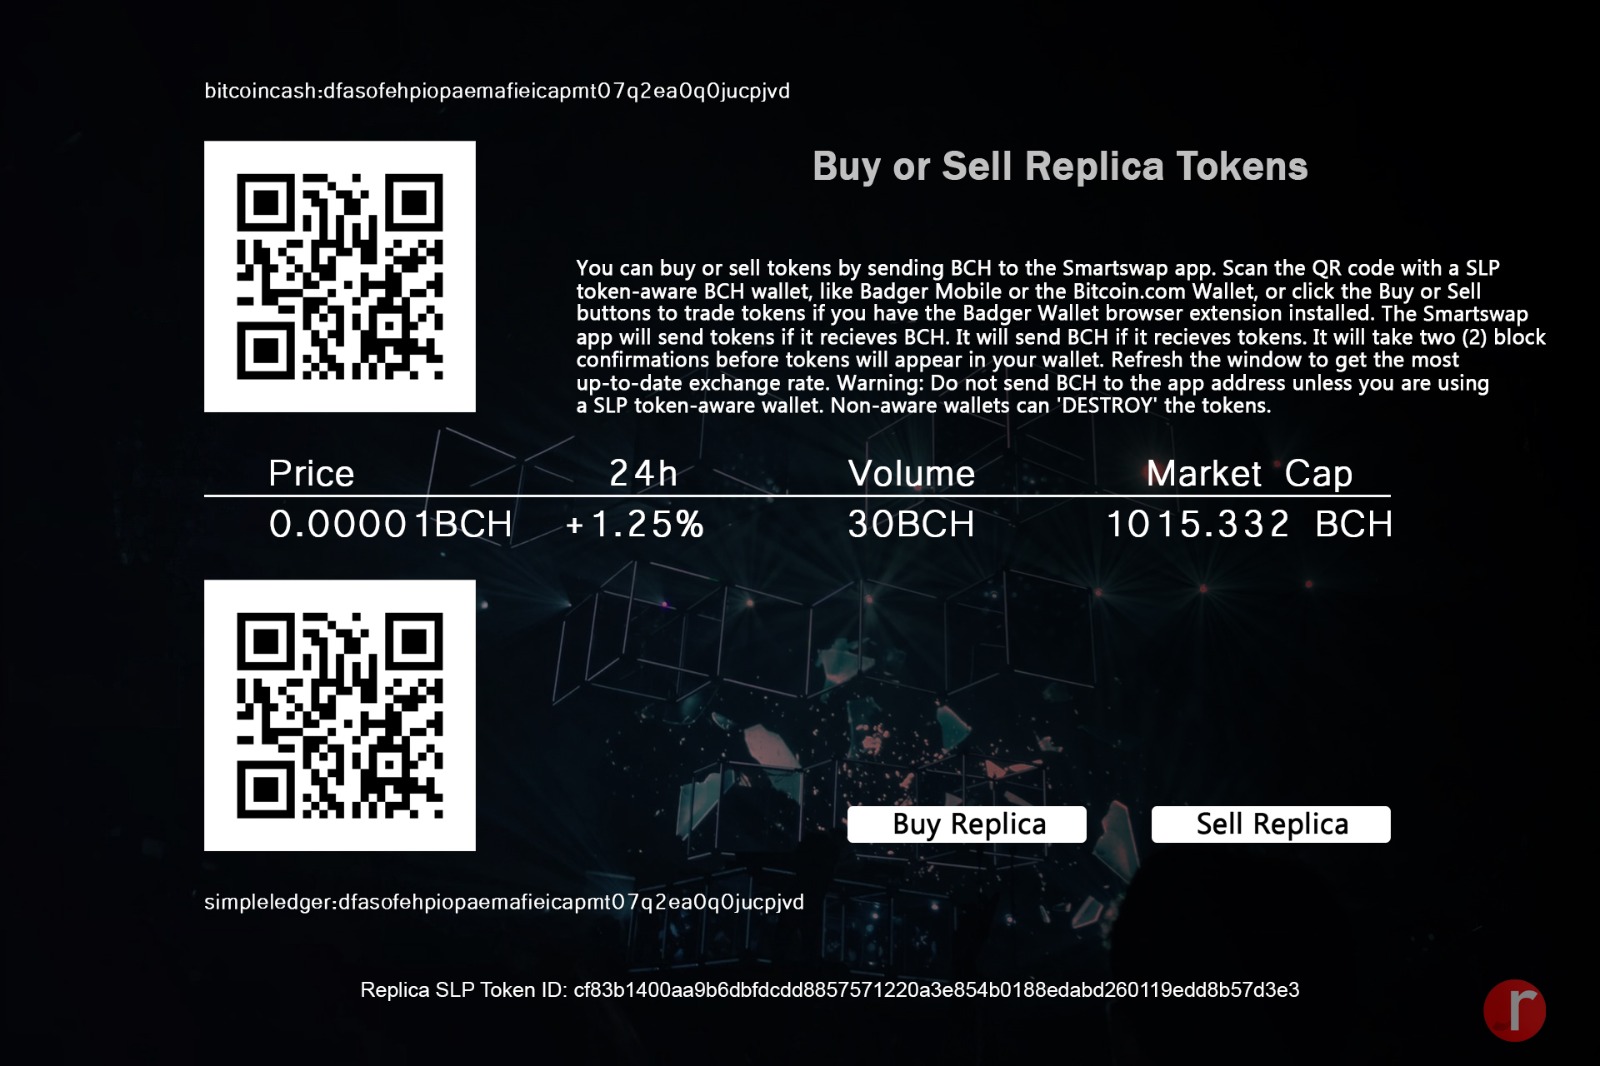 bitcoincash:dfasofehpiopaemafieicapmt07q2ea0q0jucpjvd
Buy or Sell Replica Tokens
You can buy or sell tokens by sending BCH to the Smartswap app. Scan the QR code with a SLP
token-aware BCH wallet, like Badger Mobile or the Bitcoin.com Wallet, or click the Buy or Sell
buttons to trade tokens if you have the Badger Wallet browser extension installed. The Smartswap
app will send tokens if it recieves BCH. It will send BCH if it recieves tokens. It will take two (2) block
confirmations before tokens will appear in your wallet. Refresh the window to get the most
up-to-date exchange rate. Warning: Do not send BCH to the app address unless you are using
a SLP token-aware wallet. Non-aware wallets can 'DESTROY' the tokens.
Price 24h Volume Market Cap
0.00001BCH +1.25% 30BCH 1015.332 BCH
Buy Replica Sell Replica
simpleledger:dfasofehpiopaemafieicapmt07q2ea0q0jucpjvd
Replica SLP Token ID: cf83b1400aa9b6dbfdcdd8857571220a3e854b0188edabd260119edd8b57d3e3
r